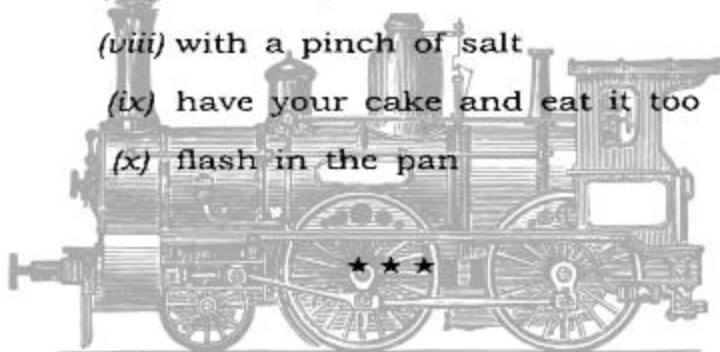 (viii) with a pinch of salt
(ix) have your cake and eat it too
(x) flash in the pan
★ ★ ★